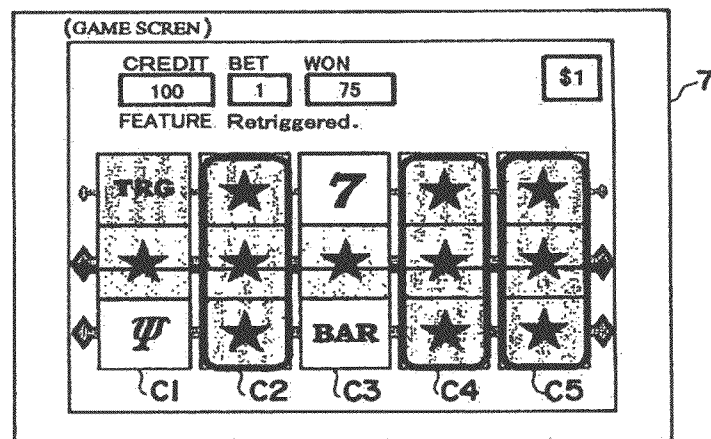 (GAME SCREN)
CREDIT BET WON
$1
100 1 75
FEATURE Retriggered.
7
TRG 7
BAR
C1 C2 C3 C4 C5